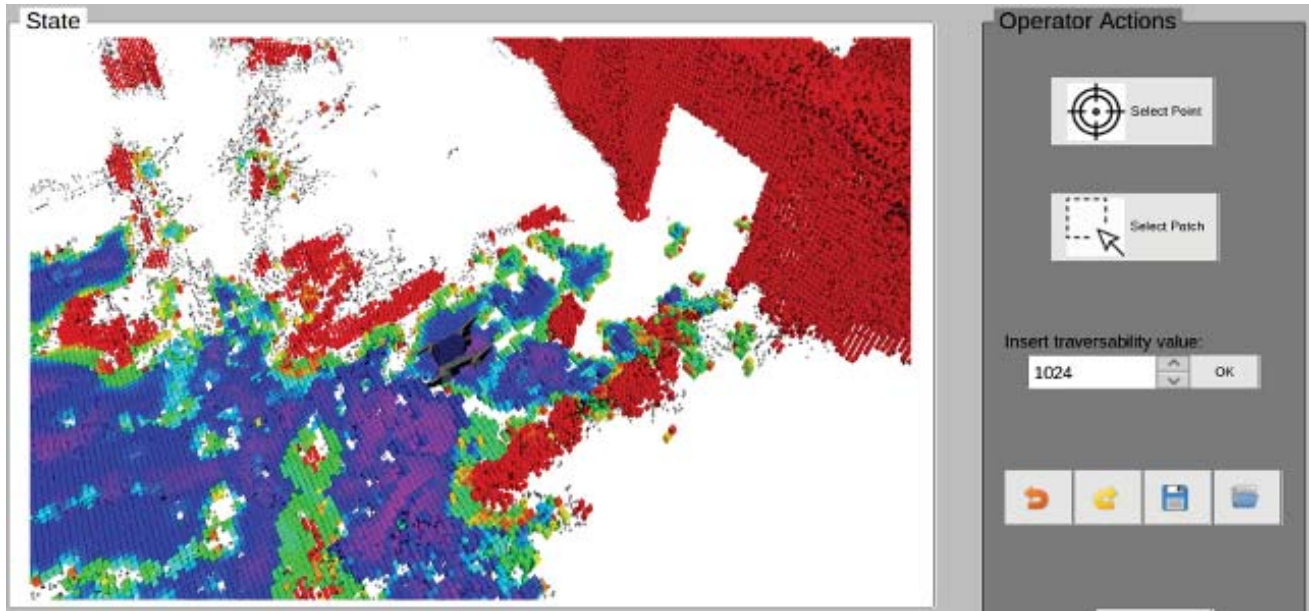 State
Operator Actions
Select Point
Select Patch
Insert traversability value:
1024
OK